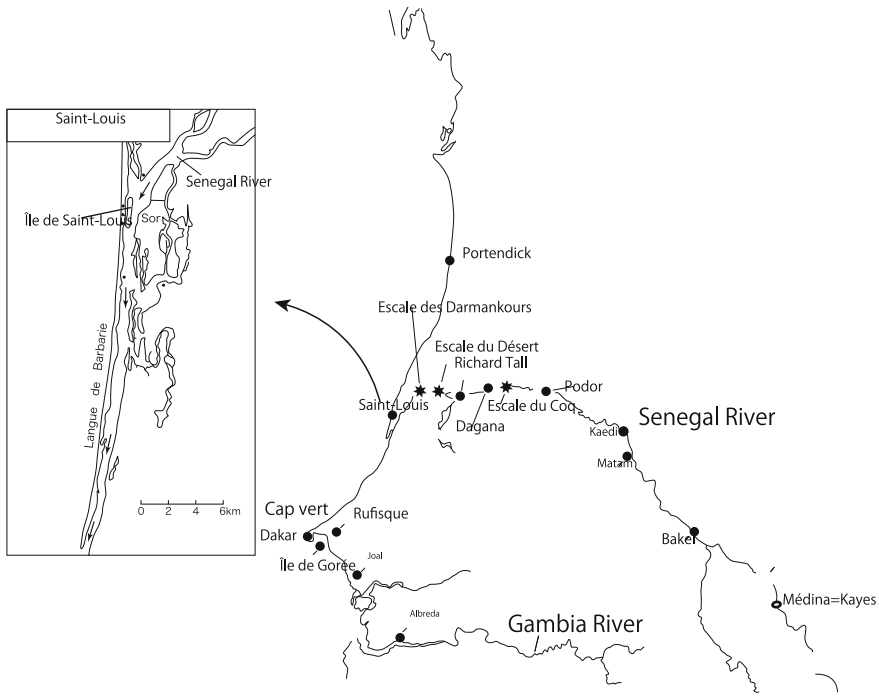 Saint-Louis
Senegal River
Île de Saint-Louis
Sor
Langue de Barbarie
0 2 4 6km
Portendick
Escale des Darmankours
Escale du Désert
Richard Tall
Saint-Louis
Dagana
Escale du Coq
Podor
Senegal River
Kaedi
Matam
Cap vert
Rufisque
Dakar
Bakel
Île de Gorée
Joal
Médina=Kayes
Albreda
Gambia River